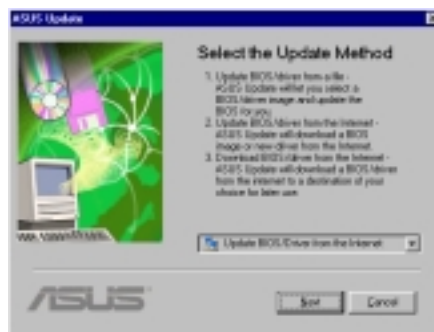 ASUS Update
Select the Update Method
1. Update BIOS/driver from a file -
ASUS Update will let you select a
BIOS/driver image and update the
BIOS for you.
2. Update BIOS/driver from the Internet -
ASUS Update will download a BIOS
image or new driver from the Internet.
3. Download BIOS/driver from the Internet -
ASUS Update will download a BIOS/driver
from the internet to a destination of your
choice for later use.
Update BIOS/Driver from the Internet
ASUS
Next
Cancel